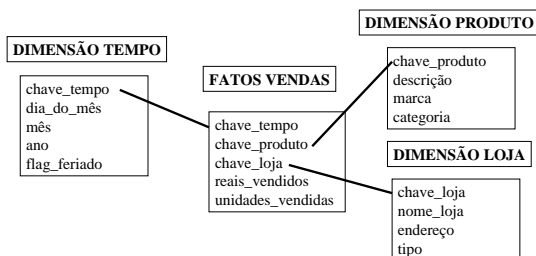 DIMENSÃO TEMPO
chave_tempo
dia_do_mês
mês
ano
flag_feriado
FATOS VENDAS
chave_tempo
chave_produto
chave_loja
reais_vendidos
unidades_vendidas
DIMENSÃO PRODUTO
chave_produto
descrição
marca
categoria
DIMENSÃO LOJA
chave_loja
nome_loja
endereço
tipo